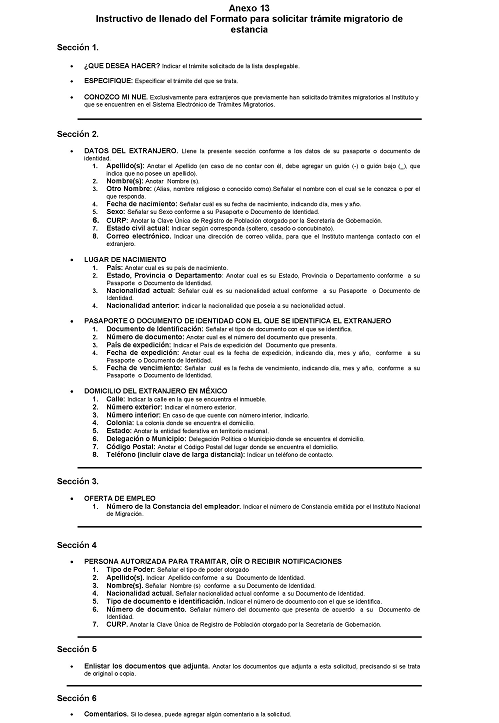 Anexo 13
Instructivo de llenado del Formato para solicitar trámite migratorio de
estancia
Sección 1.
• ¿QUE DESEA HACER? Indicar el trámite solicitado de la lista desplegable.
• ESPECIFIQUE: Especificar el trámite del que se trata.
• CONOZCO MI NUE. Exclusivamente para extranjeros que previamente han solicitado trámites migratorios al Instituto y
que se encuentren en el Sistema Electrónico de Trámites Migratorios.
Sección 2.
• DATOS DEL EXTRANJERO. Llene la presente sección conforme a los datos de su pasaporte o documento de
identidad.
1. Apellido(s): Anotar el Apellido (en caso de no contar con él, debe agregar un guión (-) o guión bajo (_), que
indica que no posee un apellido).
2. Nombre(s): Anotar Nombre (s).
3. Otro Nombre: (Alias, nombre religioso o conocido como) Señalar el nombre con el cual se le conozca o por el
que responda.
4. Fecha de nacimiento: Señalar cuál es su fecha de nacimiento, indicando día, mes y año.
5. Sexo: Señalar su Sexo conforme a su Pasaporte o Documento de Identidad.
6. CURP: Anotar la Clave Única de Registro de Población otorgado por la Secretaría de Gobernación.
7. Estado civil actual: Indicar según corresponda (soltero, casado o concubinato).
8. Correo electrónico. Indicar una dirección de correo válida, para que el Instituto mantenga contacto con el
extranjero.
• LUGAR DE NACIMIENTO
1. País: Anotar cual es su país de nacimiento.
2. Estado, Provincia o Departamento: Anotar cual es su Estado, Provincia o Departamento conforme a su
Pasaporte o Documento de Identidad.
3. Nacionalidad actual: Señalar cuál es su nacionalidad actual conforme a su Pasaporte o Documento de
Identidad.
4. Nacionalidad anterior: indicar la nacionalidad que poseía a su nacionalidad actual.
• PASAPORTE O DOCUMENTO DE IDENTIDAD CON EL QUE SE IDENTIFICA EL EXTRANJERO
1. Documento de Identificación: Señalar el tipo de documento con el que se identifica.
2. Número de documento: Anotar cual es el número del documento que presenta.
3. País de expedición: Indicar el País de expedición del Documento que presenta.
4. Fecha de expedición: Anotar cual es la fecha de expedición, indicando día, mes y año, conforme a su
Pasaporte o Documento de Identidad.
5. Fecha de vencimiento: Señalar cuál es la fecha de vencimiento, indicando día, mes y año, conforme a su
Pasaporte o Documento de Identidad.
• DOMICILIO DEL EXTRANJERO EN MÉXICO
1. Calle: Indicar la calle en la que se encuentra el inmueble.
2. Número exterior: Indicar el número exterior.
3. Número interior: En caso de que cuente con número interior, indicarlo.
4. Colonia: La colonia donde se encuentra el domicilio.
5. Estado: Anotar la entidad federativa en territorio nacional.
6. Delegación o Municipio: Delegación Política o Municipio donde se encuentra el domicilio.
7. Código Postal: Anotar el Código Postal del lugar donde se encuentra el domicilio.
8. Teléfono (incluir clave de larga distancia): Indicar un teléfono de contacto.
Sección 3.
• OFERTA DE EMPLEO
1. Número de la Constancia del empleador. Indicar el número de Constancia emitida por el Instituto Nacional
de Migración.
Sección 4
• PERSONA AUTORIZADA PARA TRAMITAR, OÍR O RECIBIR NOTIFICACIONES
1. Tipo de Poder: Señalar el tipo de poder otorgado
2. Apellido(s). Indicar Apellido conforme a su Documento de Identidad.
3. Nombre(s). Señalar Nombre (s) conforme a su Documento de Identidad.
4. Nacionalidad actual. Señalar nacionalidad actual conforme a su Documento de Identidad.
5. Tipo de documento e identificación. Indicar el número de documento con el que se identifica.
6. Número de documento. Señalar número del documento que presenta de acuerdo a su Documento de
Identidad.
7. CURP. Anotar la Clave Única de Registro de Población otorgado por la Secretaría de Gobernación.
Sección 5
• Enlistar los documentos que adjunta. Anotar los documentos que adjunta a esta solicitud, precisando si se trata
de original o copia.
Sección 6
• Comentarios. Si lo desea, puede agregar algún comentario a la solicitud.